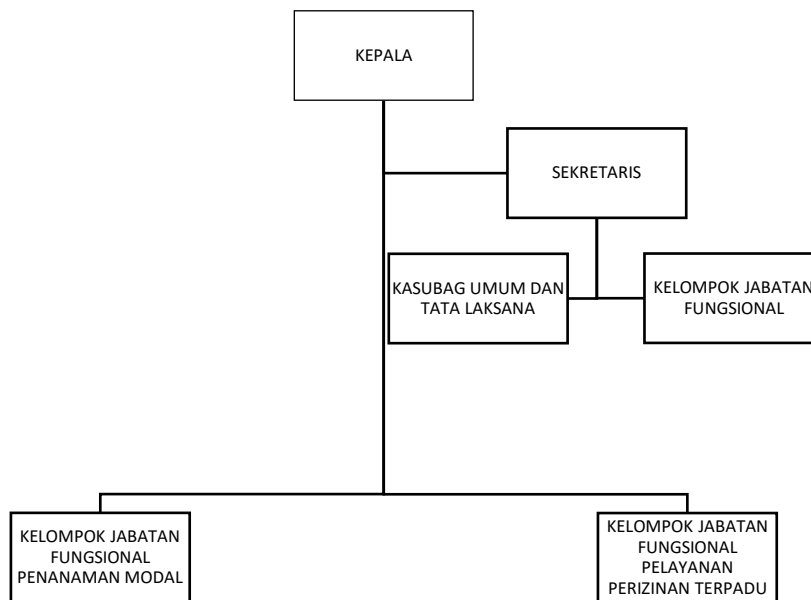 KEPALA
SEKRETARIS
KASUBAG UMUM DAN
TATA LAKSANA
KELOMPOK JABATAN
FUNGSIONAL
KELOMPOK JABATAN
FUNGSIONAL
PENANAMAN MODAL
KELOMPOK JABATAN
FUNGSIONAL
PELAYANAN
PERIZINAN TERPADU